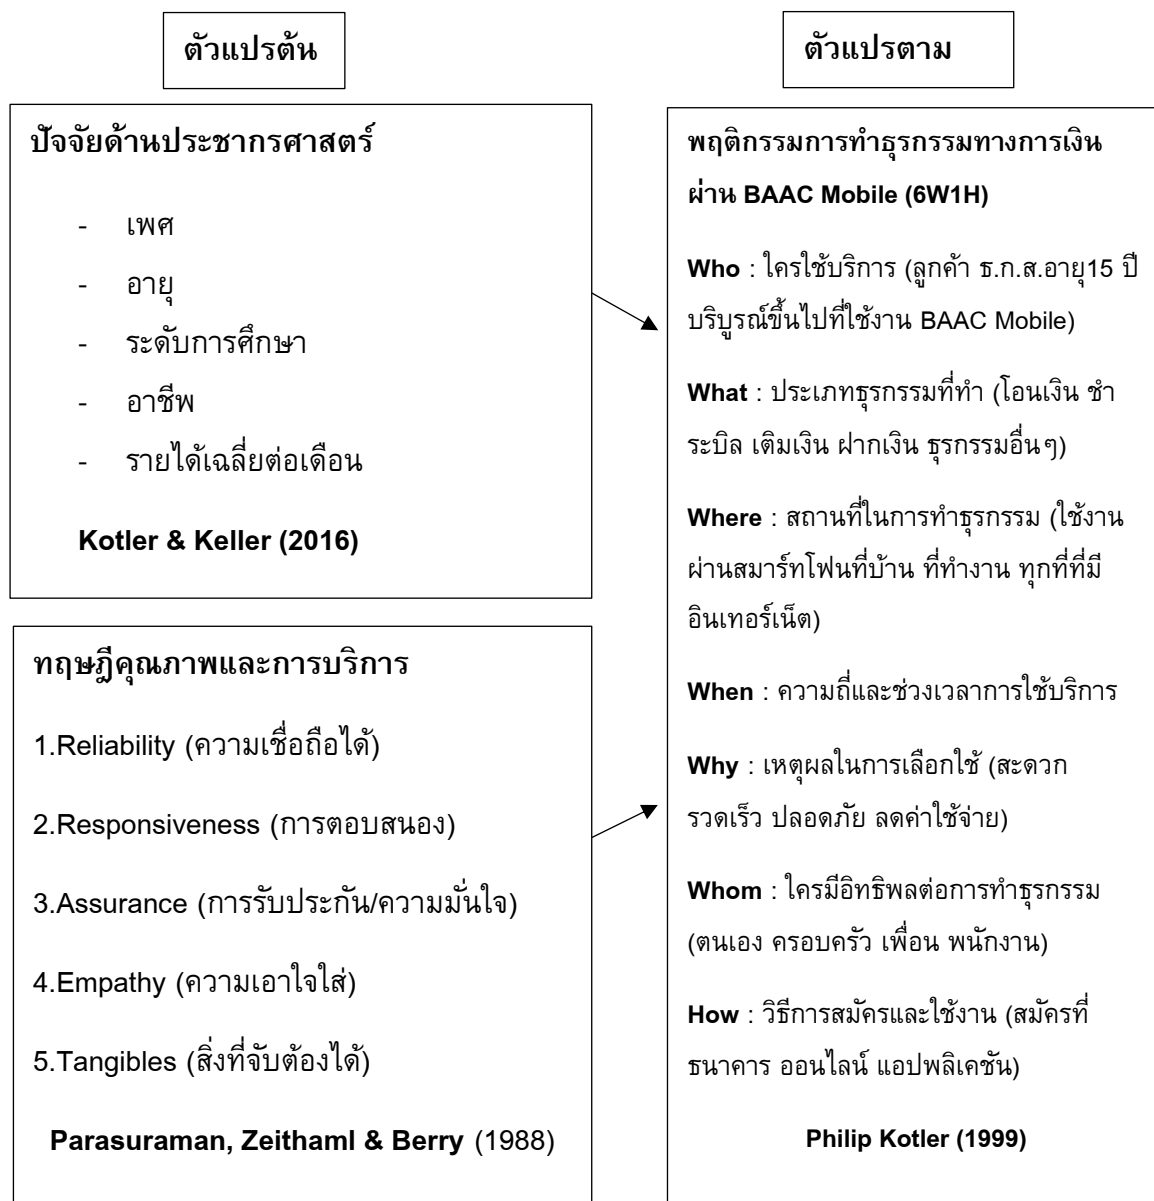 ตัวแปรต้น
ตัวแปรตาม
ปัจจัยด้านประชากรศาสตร์
- เพศ
- อายุ
- ระดับการศึกษา
- อาชีพ
- รายได้เฉลี่ยต่อเดือน
Kotler & Keller (2016)
ทฤษฎีคุณภาพและการบริการ
1.Reliability (ความเชื่อถือได้)
2.Responsiveness (การตอบสนอง)
3.Assurance (การรับประกัน/ความมั่นใจ)
4.Empathy (ความเอาใจใส่)
5.Tangibles (สิ่งที่จับต้องได้)
Parasuraman, Zeithaml & Berry (1988)
พฤติกรรมการทำธุรกรรมทางการเงิน
ผ่าน BAAC Mobile (6W1H)
Who : ใครใช้บริการ (ลูกค้า ธ.ก.ส.อายุ15 ปี
บริบูรณ์ขึ้นไปที่ใช้งาน BAAC Mobile)
What : ประเภทธุรกรรมที่ทำ (โอนเงิน ชำ
ระบิล เติมเงิน ฝากเงิน ธุรกรรมอื่นๆ)
Where : สถานที่ในการทำธุรกรรม (ใช้งาน
ผ่านสมาร์ทโฟนที่บ้าน ที่ทำงาน ทุกที่ที่มี
อินเทอร์เน็ต)
When : ความถี่และช่วงเวลาการใช้บริการ
Why : เหตุผลในการเลือกใช้ (สะดวก
รวดเร็ว ปลอดภัย ลดค่าใช้จ่าย)
Whom : ใครมีอิทธิพลต่อการทำธุรกรรม
(ตนเอง ครอบครัว เพื่อน พนักงาน)
How : วิธีการสมัครและใช้งาน (สมัครที่
ธนาคาร ออนไลน์ แอปพลิเคชัน)
Philip Kotler (1999)